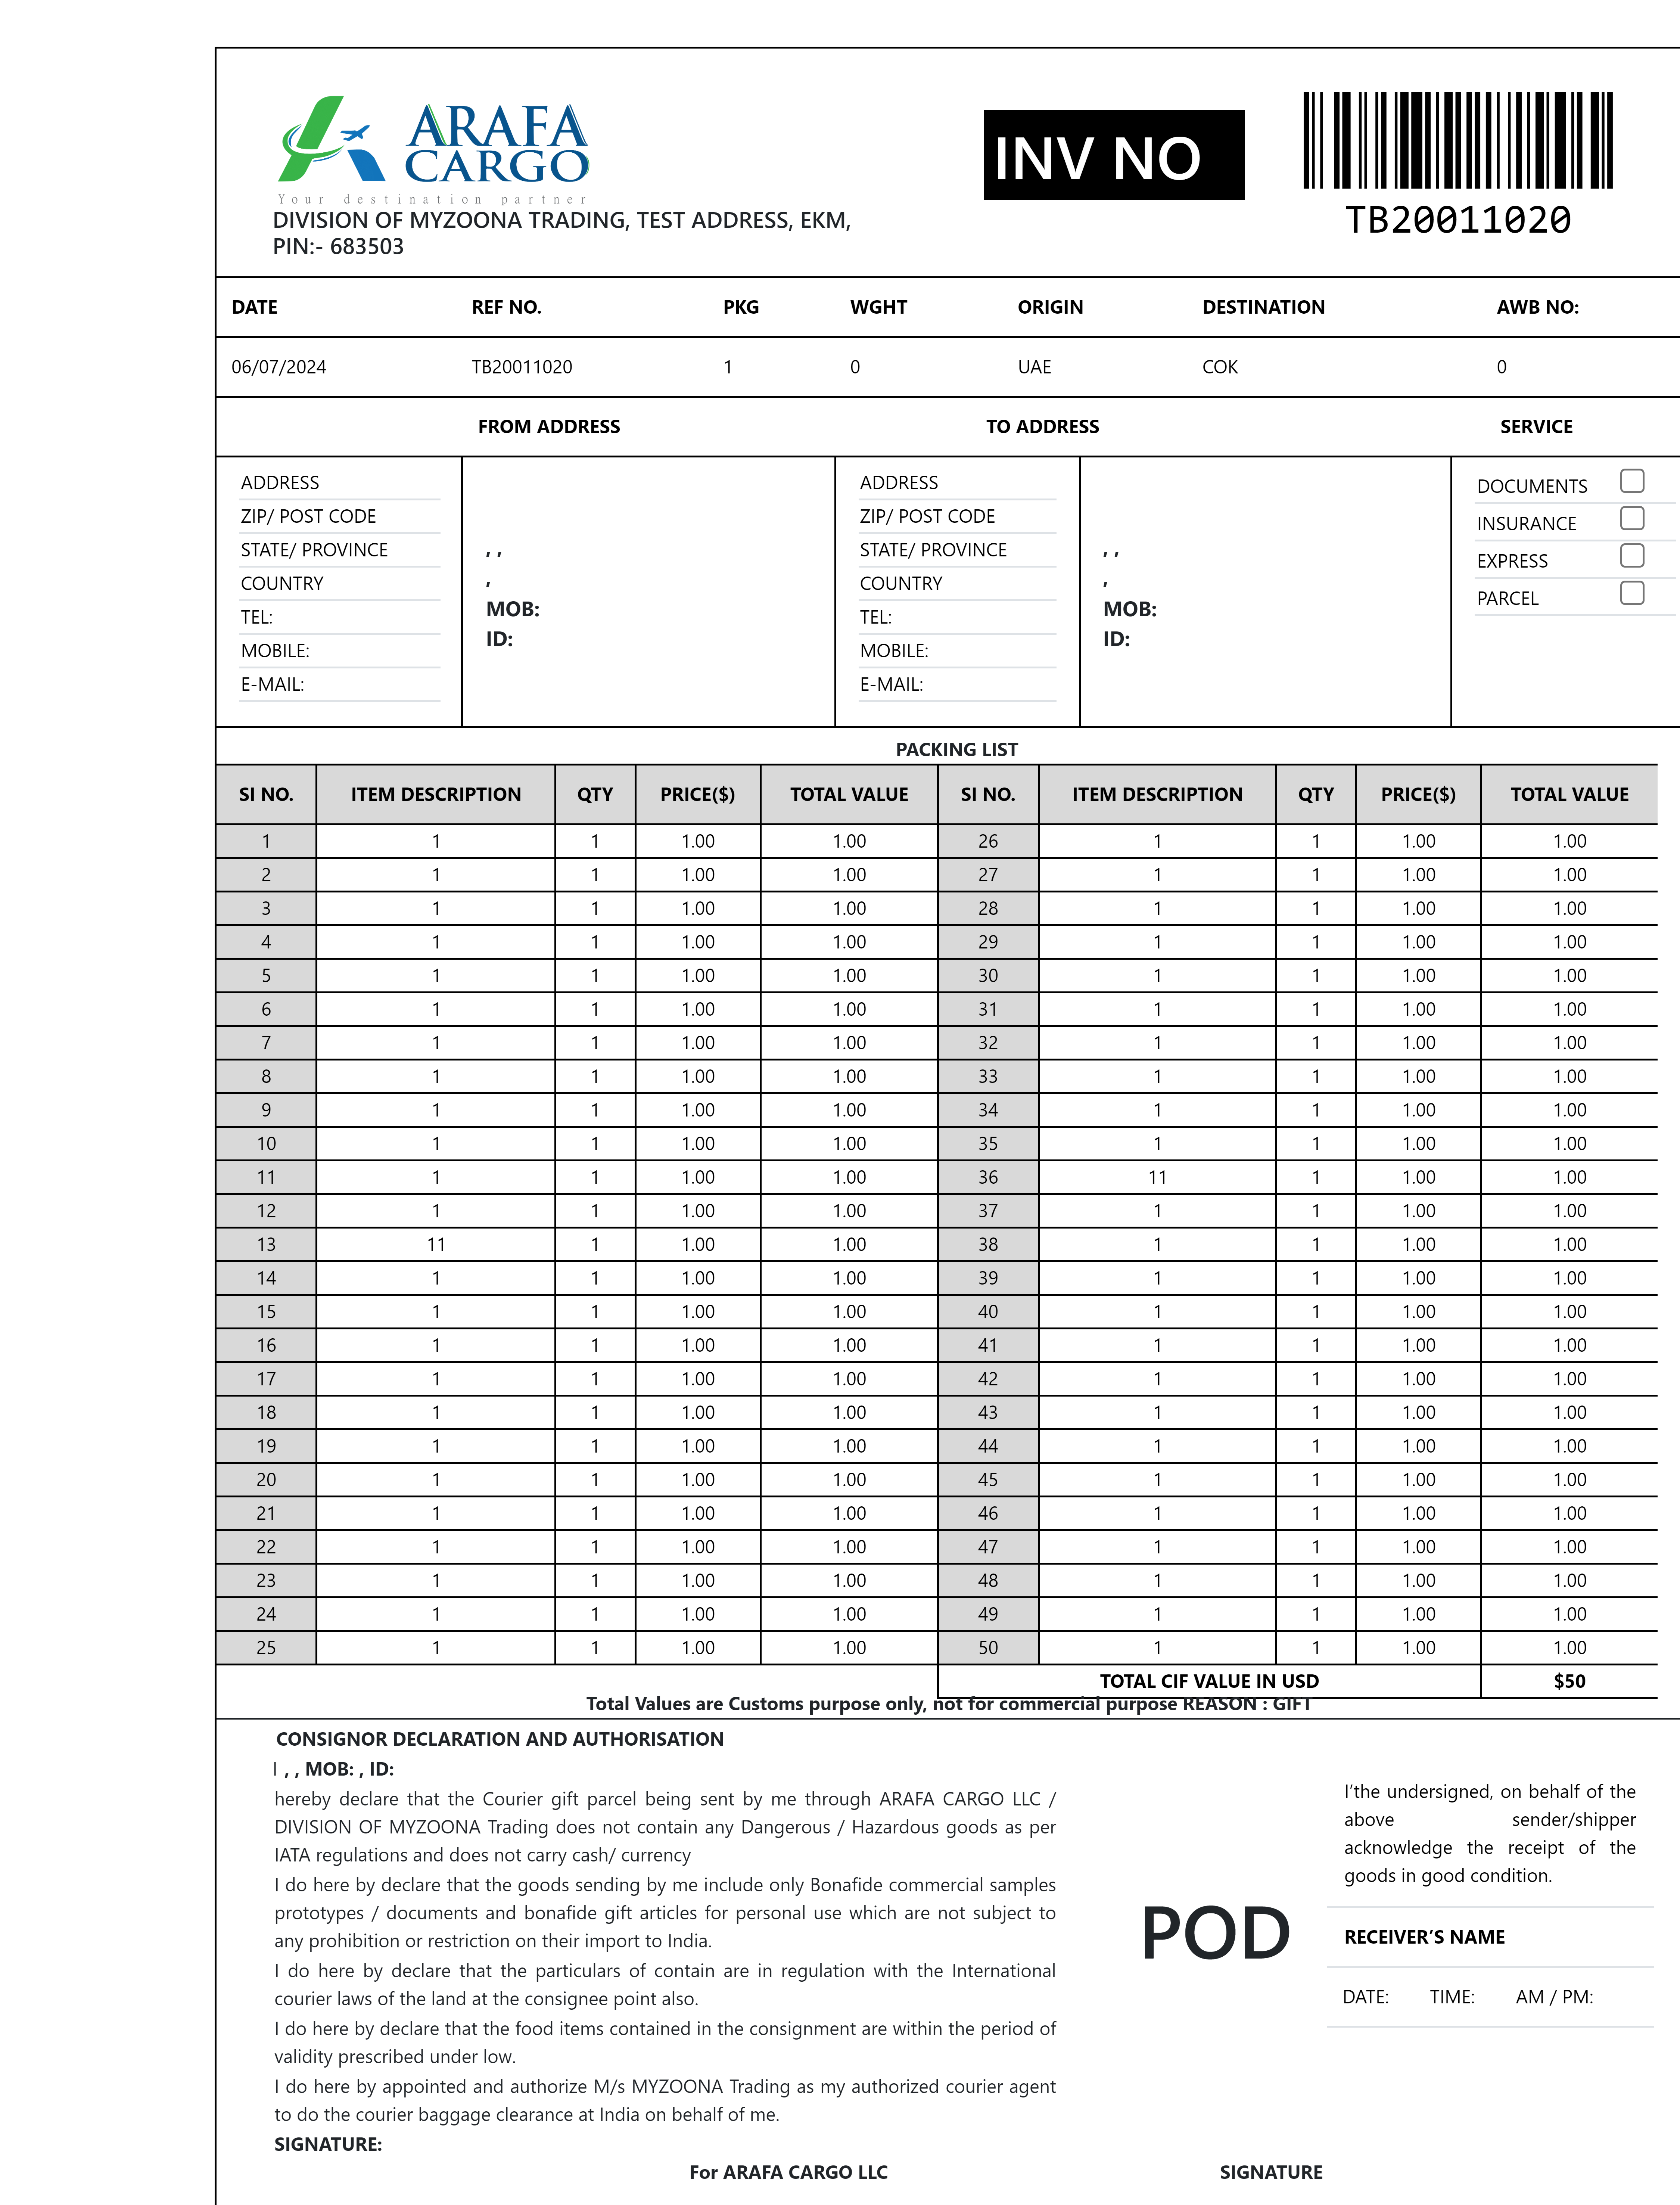 ARAFA
CARGO
Your destination partner
DIVISION OF MYZOONA TRADING, TEST ADDRESS, EKM,
PIN:- 683503
INV NO
TB20011020
DATE REF NO. PKG WGHT ORIGIN DESTINATION AWB NO:
06/07/2024 TB20011020 1 0 UAE COK 0
FROM ADDRESS TO ADDRESS SERVICE
ADDRESS
ZIP/ POST CODE
STATE/ PROVINCE
COUNTRY
TEL:
MOBILE:
E-MAIL:
, ,
,
MOB:
ID:
ADDRESS
ZIP/ POST CODE
STATE/ PROVINCE
COUNTRY
TEL:
MOBILE:
E-MAIL:
, ,
,
MOB:
ID:
DOCUMENTS
INSURANCE
EXPRESS
PARCEL
PACKING LIST
SI NO. ITEM DESCRIPTION QTY PRICE($) TOTAL VALUE SI NO. ITEM DESCRIPTION QTY PRICE($) TOTAL VALUE
1 1 1 1.00 1.00 26 1 1 1.00 1.00
2 1 1 1.00 1.00 27 1 1 1.00 1.00
3 1 1 1.00 1.00 28 1 1 1.00 1.00
4 1 1 1.00 1.00 29 1 1 1.00 1.00
5 1 1 1.00 1.00 30 1 1 1.00 1.00
6 1 1 1.00 1.00 31 1 1 1.00 1.00
7 1 1 1.00 1.00 32 1 1 1.00 1.00
8 1 1 1.00 1.00 33 1 1 1.00 1.00
9 1 1 1.00 1.00 34 1 1 1.00 1.00
10 1 1 1.00 1.00 35 1 1 1.00 1.00
11 1 1 1.00 1.00 36 11 1 1.00 1.00
12 1 1 1.00 1.00 37 1 1 1.00 1.00
13 11 1 1.00 1.00 38 1 1 1.00 1.00
14 1 1 1.00 1.00 39 1 1 1.00 1.00
15 1 1 1.00 1.00 40 1 1 1.00 1.00
16 1 1 1.00 1.00 41 1 1 1.00 1.00
17 1 1 1.00 1.00 42 1 1 1.00 1.00
18 1 1 1.00 1.00 43 1 1 1.00 1.00
19 1 1 1.00 1.00 44 1 1 1.00 1.00
20 1 1 1.00 1.00 45 1 1 1.00 1.00
21 1 1 1.00 1.00 46 1 1 1.00 1.00
22 1 1 1.00 1.00 47 1 1 1.00 1.00
23 1 1 1.00 1.00 48 1 1 1.00 1.00
24 1 1 1.00 1.00 49 1 1 1.00 1.00
25 1 1 1.00 1.00 50 1 1 1.00 1.00
TOTAL CIF VALUE IN USD $50
Total Values are Customs purpose only, not for commercial purpose REASON : GIFT
CONSIGNOR DECLARATION AND AUTHORISATION
I , , MOB: , ID:
hereby declare that the Courier gift parcel being sent by me through ARAFA CARGO LLC /
DIVISION OF MYZOONA Trading does not contain any Dangerous / Hazardous goods as per
IATA regulations and does not carry cash/ currency
I do here by declare that the goods sending by me include only Bonafide commercial samples
prototypes / documents and bonafide gift articles for personal use which are not subject to
any prohibition or restriction on their import to India.
I do here by declare that the particulars of contain are in regulation with the International
courier laws of the land at the consignee point also.
I do here by declare that the food items contained in the consignment are within the period of
validity prescribed under low.
I do here by appointed and authorize M/s MYZOONA Trading as my authorized courier agent
to do the courier baggage clearance at India on behalf of me.
SIGNATURE:
For ARAFA CARGO LLC
POD
I'the undersigned, on behalf of the
above sender/shipper
acknowledge the receipt of the
goods in good condition.
RECEIVER’S NAME
DATE: TIME: AM / PM:
SIGNATURE